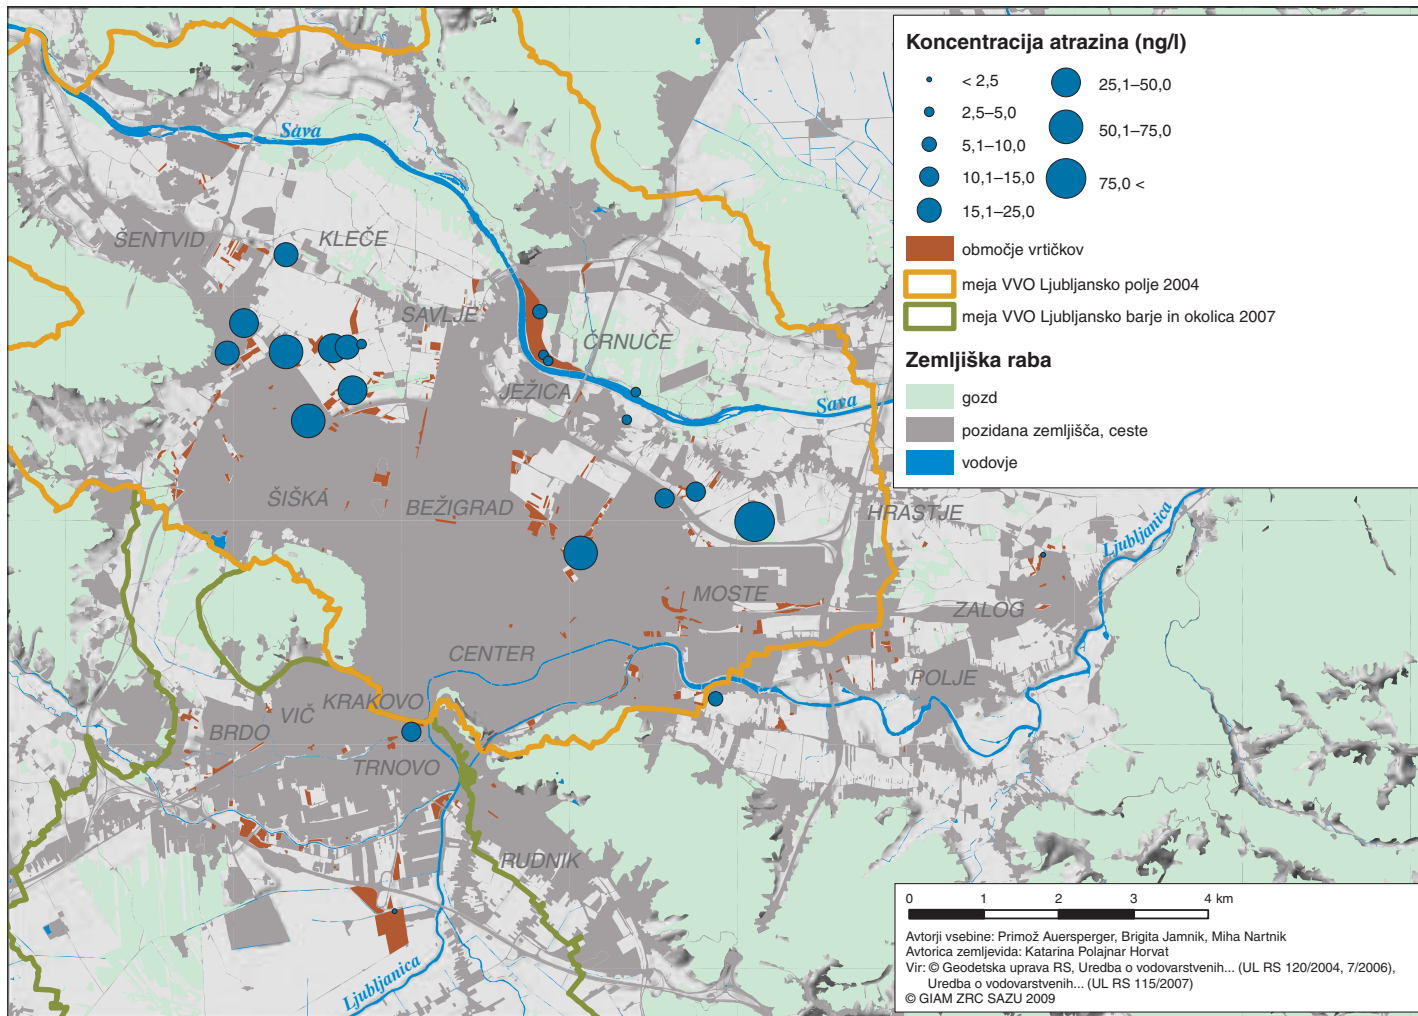 Koncentracija atrazina (ng/l)
< 2,5
2,5–5,0
5,1–10,0
10,1–15,0
15,1–25,0
25,1–50,0
50,1–75,0
75,0 <
območje vrtičkov
meja VVO Ljubljansko polje 2004
meja VVO Ljubljansko barje in okolica 2007
Zemljiška raba
gozd
pozidana zemljišča, ceste
vodovje
Sava
ŠENTVID
KLEČE
SAVLJE
ČRNUČE
JEŽICA
Sava
ŠIŠKA
BEŽIGRAD
HRASTJE
Ljubljanica
MOSTE
ZALOG
CENTER
POLJE
KRAKOVO
VIČ
BRDO
TRNOVO
RUDNIK
Ljubljanica
0 1 2 3 4 km
Avtorji vsebine: Primož Auersperger, Brigita Jamnik, Miha Nartnik
Avtorica zemljevida: Katarina Polajnar Horvat
Vir: © Geodetska uprava RS, Uredba o vodovarstvenih... (UL RS 120/2004, 7/2006),
Uredba o vodovarstvenih... (UL RS 115/2007)
© GIAM ZRC SAZU 2009